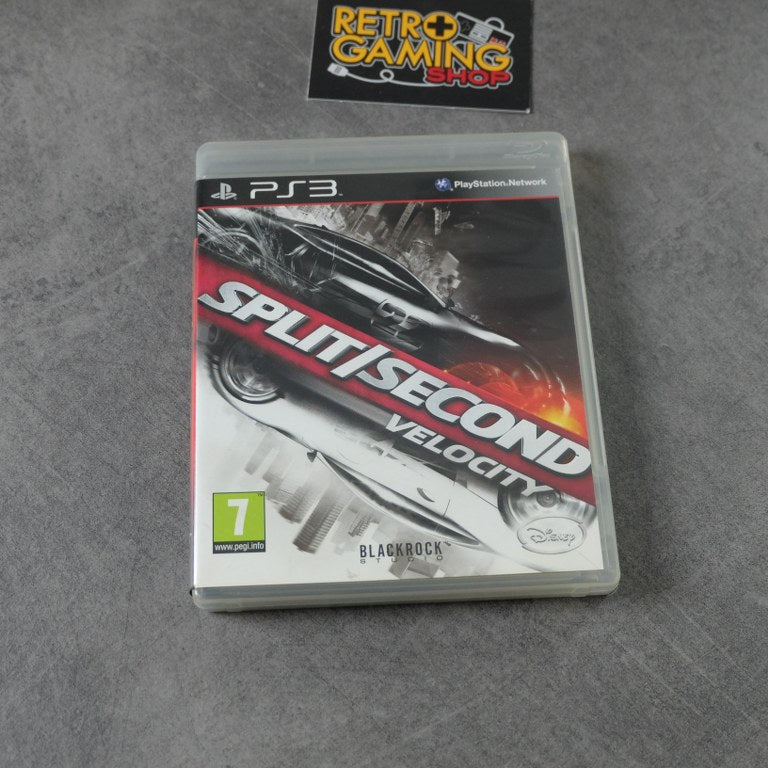 RETRO
GAMING
SHOP
PS3
PlayStation®Network
SPLIT/SECOND
VELOCITY
7
www.pegi.info
BLACKROCK
STUDIO
Disney